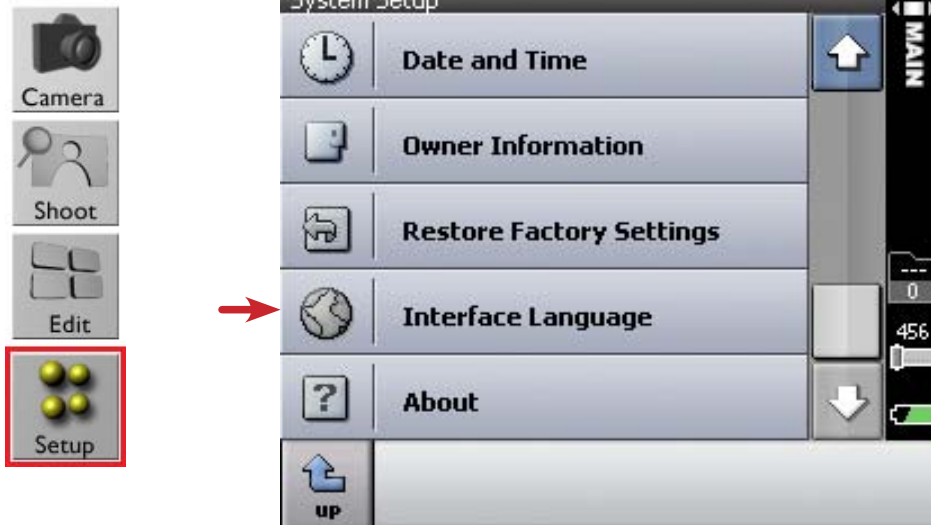 Camera
Shoot
Edit
Setup
System Setup
Date and Time
Owner Information
Restore Factory Settings
Interface Language
? About
UP
MAIN
---
0
456